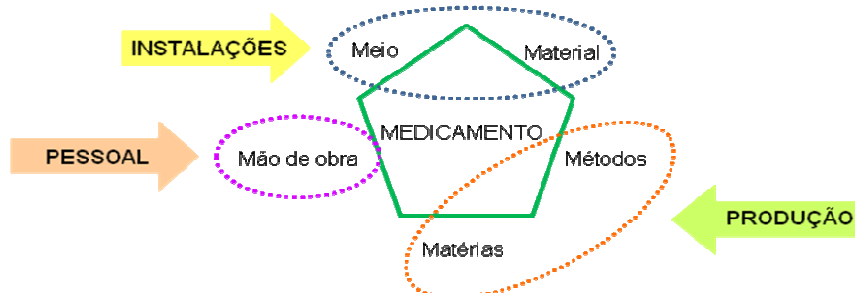 INSTALAÇÕES
Meio
Material
MEDICAMENTO
PESSOAL
Mão de obra
Métodos
PRODUÇÃO
Matérias